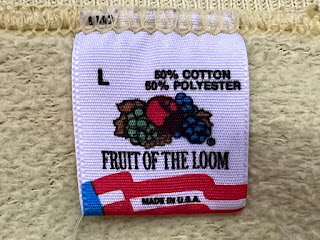 L
50% COTTON
50% POLYESTER
®
FRUIT OF THE LOOM
MADE IN U.S.A.